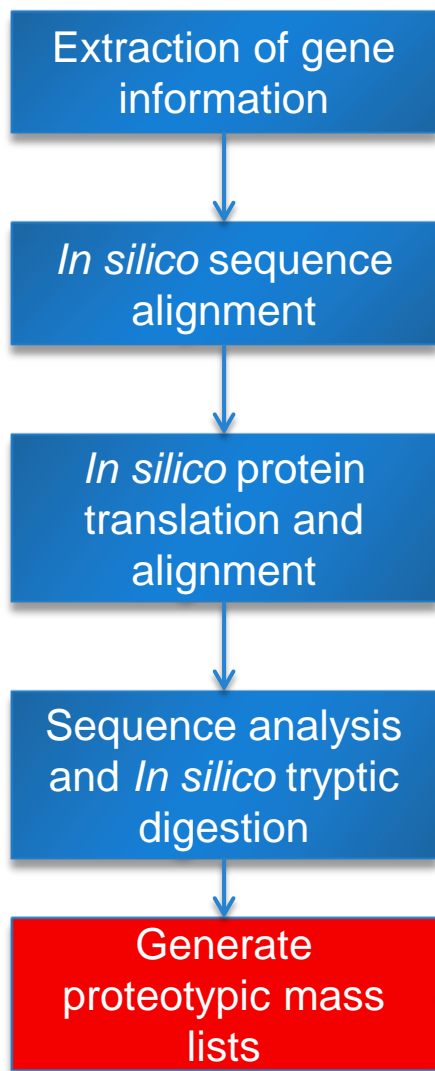 Extraction of gene
information
In silico sequence
alignment
In silico protein
translation and
alignment
Sequence analysis
and In silico tryptic
digestion
Generate
proteotypic mass
lists